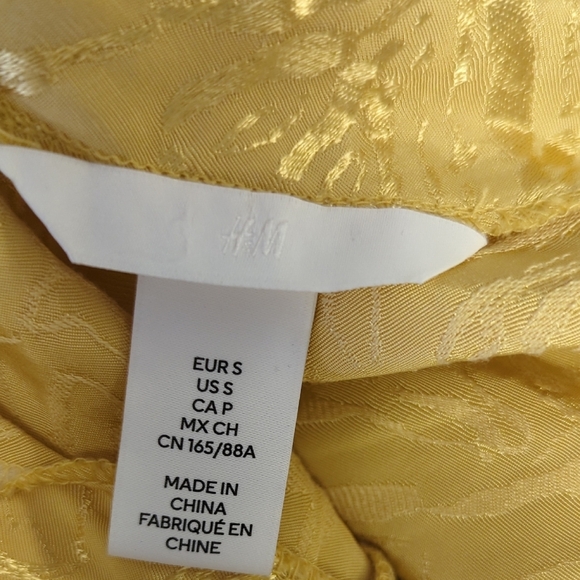 H&M
EUR S
US S
CA P
MX CH
CN 165/88A
MADE IN
CHINA
FABRIQUÉ EN
CHINE